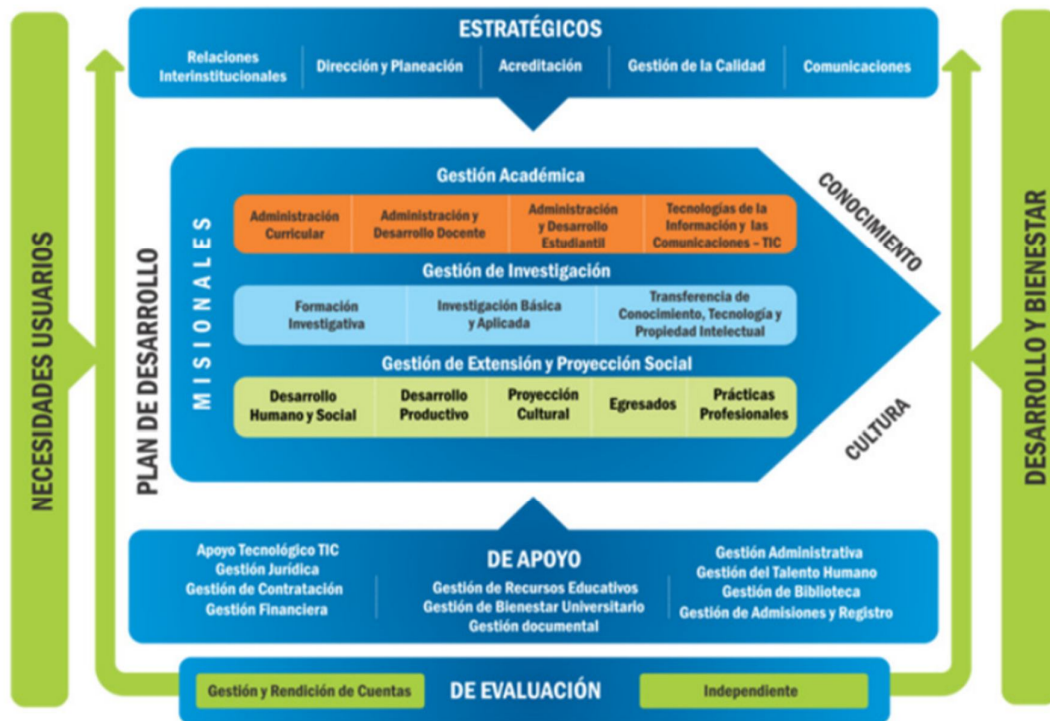 NECESIDADES USUARIOS
PLAN DE DESARROLLO
ESTRATÉGICOS
Relaciones
Interinstitucionales
Dirección y Planeación
Acreditación
Gestión de la Calidad
Comunicaciones
MISIONALES
Gestión Académica
Administración
Curricular
Administración y
Desarrollo Docente
Administración
y Desarrollo
Estudiantil
Tecnologías de la
Información y las
Comunicaciones – TIC
Gestión de Investigación
Formación
Investigativa
Investigación Básica
y Aplicada
Transferencia de
Conocimiento, Tecnología y
Propiedad Intelectual
Gestión de Extensión y Proyección Social
Desarrollo
Humano y Social
Desarrollo
Productivo
Proyección
Cultural
Egresados
Prácticas
Profesionales
CONOCIMIENTO
CULTURA
DESARROLLO Y BIENESTAR
DE APOYO
Apoyo Tecnológico TIC
Gestión Jurídica
Gestión de Contratación
Gestión Financiera
Gestión de Recursos Educativos
Gestión de Bienestar Universitario
Gestión documental
Gestión Administrativa
Gestión del Talento Humano
Gestión de Biblioteca
Gestión de Admisiones y Registro
Gestión y Rendición de Cuentas
DE EVALUACIÓN
Independiente